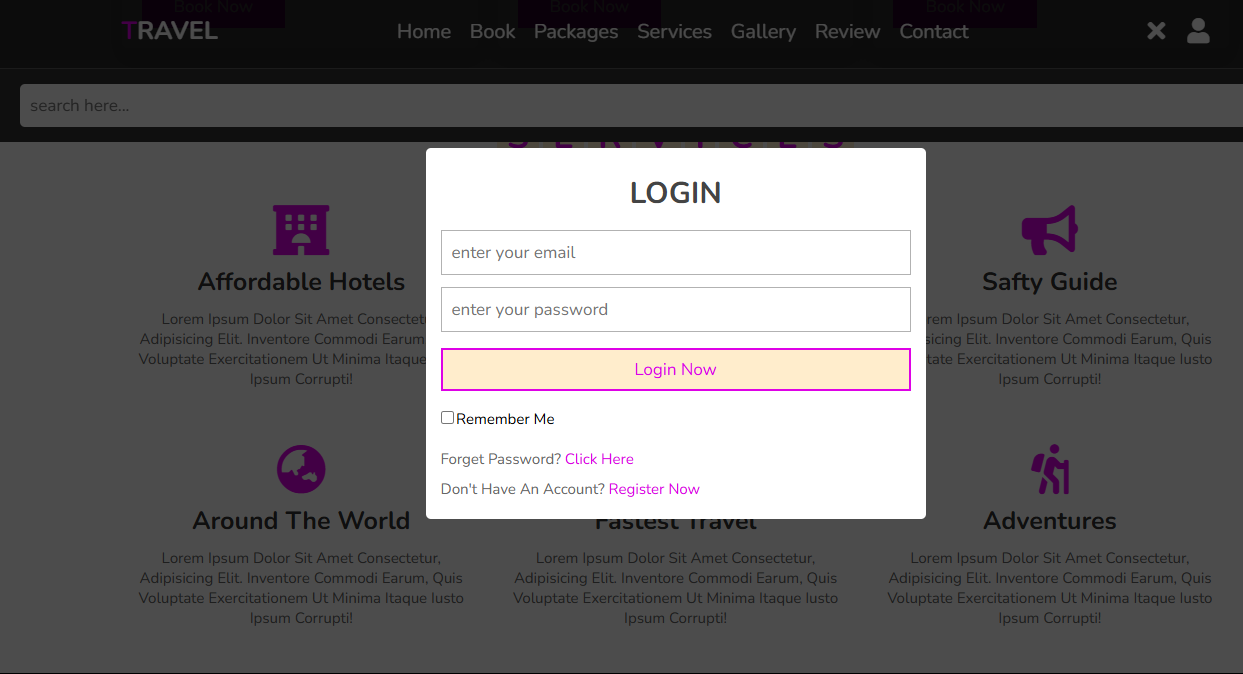 Book Now Book Now Book Now
TRAVEL Home Book Packages Services Gallery Review Contact
search here...
SERVICES
LOGIN
enter your email
enter your password
Login Now
Remember Me
Forget Password? Click Here
Don't Have An Account? Register Now
Affordable Hotels
Lorem Ipsum Dolor Sit Amet Consectetu
Adipisicing Elit. Inventore Commodi Earum
Voluptate Exercitationem Ut Minima Itaque
Ipsum Corrupti!
Safty Guide
rem Ipsum Dolor Sit Amet Consectetur,
sicing Elit. Inventore Commodi Earum, Quis
tate Exercitationem Ut Minima Itaque Iusto
Ipsum Corrupti!
Around The World
Lorem Ipsum Dolor Sit Amet Consectetur,
Adipisicing Elit. Inventore Commodi Earum, Quis
Voluptate Exercitationem Ut Minima Itaque Iusto
Ipsum Corrupti!
Fastest Travel
Lorem Ipsum Dolor Sit Amet Consectetur,
Adipisicing Elit. Inventore Commodi Earum, Quis
Voluptate Exercitationem Ut Minima Itaque Iusto
Ipsum Corrupti!
Adventures
Lorem Ipsum Dolor Sit Amet Consectetur,
Adipisicing Elit. Inventore Commodi Earum, Quis
Voluptate Exercitationem Ut Minima Itaque Iusto
Ipsum Corrupti!